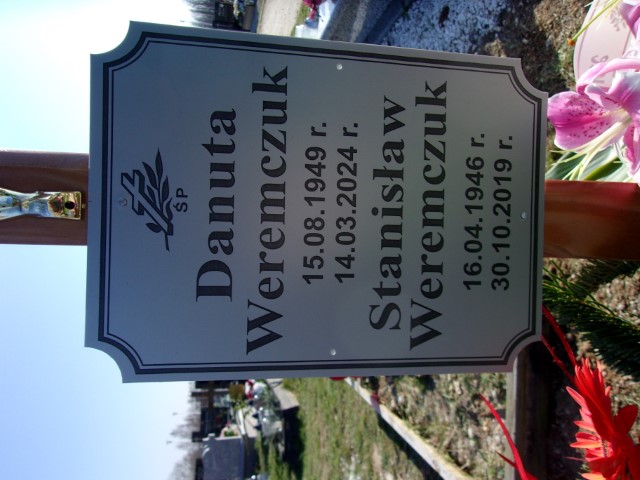 ŚP
Danuta
Weremczuk
15.08.1949 r.
14.03.2024 r.
Stanisław
Weremczuk
16.04.1946 r.
30.10.2019 r.